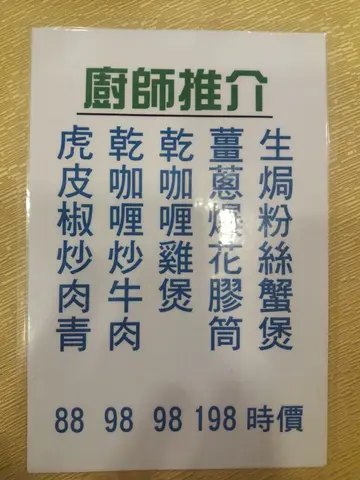 廚師推介
生焗粉絲蟹煲
薑蔥爆花膠筒
乾咖喱雞煲
乾咖喱炒牛肉
虎皮椒炒肉青
88 98 98 198 時價